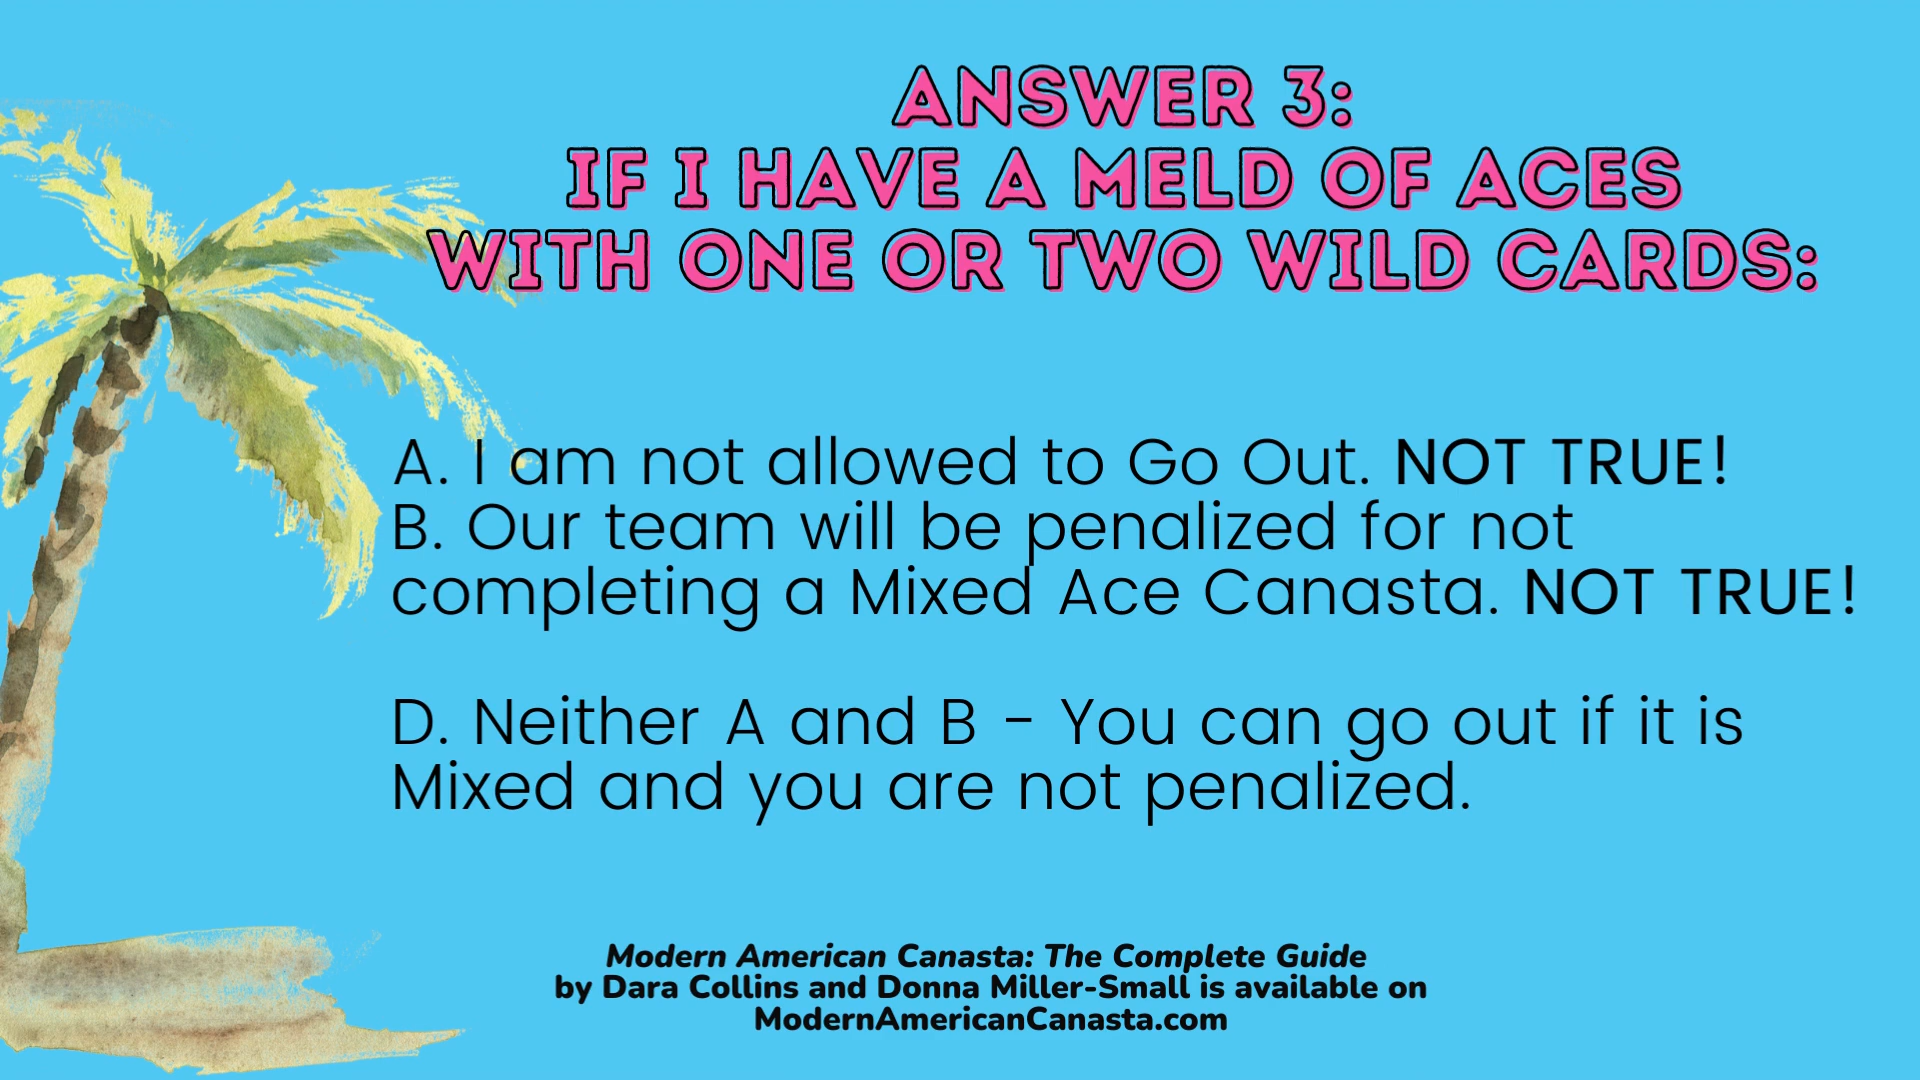 ANSWER 3:
IF I HAVE A MELD OF ACES
WITH ONE OR TWO WILD CARDS:
A. I am not allowed to Go Out. NOT TRUE!
B. Our team will be penalized for not
completing a Mixed Ace Canasta. NOT TRUE!
D. Neither A and B - You can go out if it is
Mixed and you are not penalized.
Modern American Canasta: The Complete Guide
by Dara Collins and Donna Miller-Small is available on
ModernAmericanCanasta.com